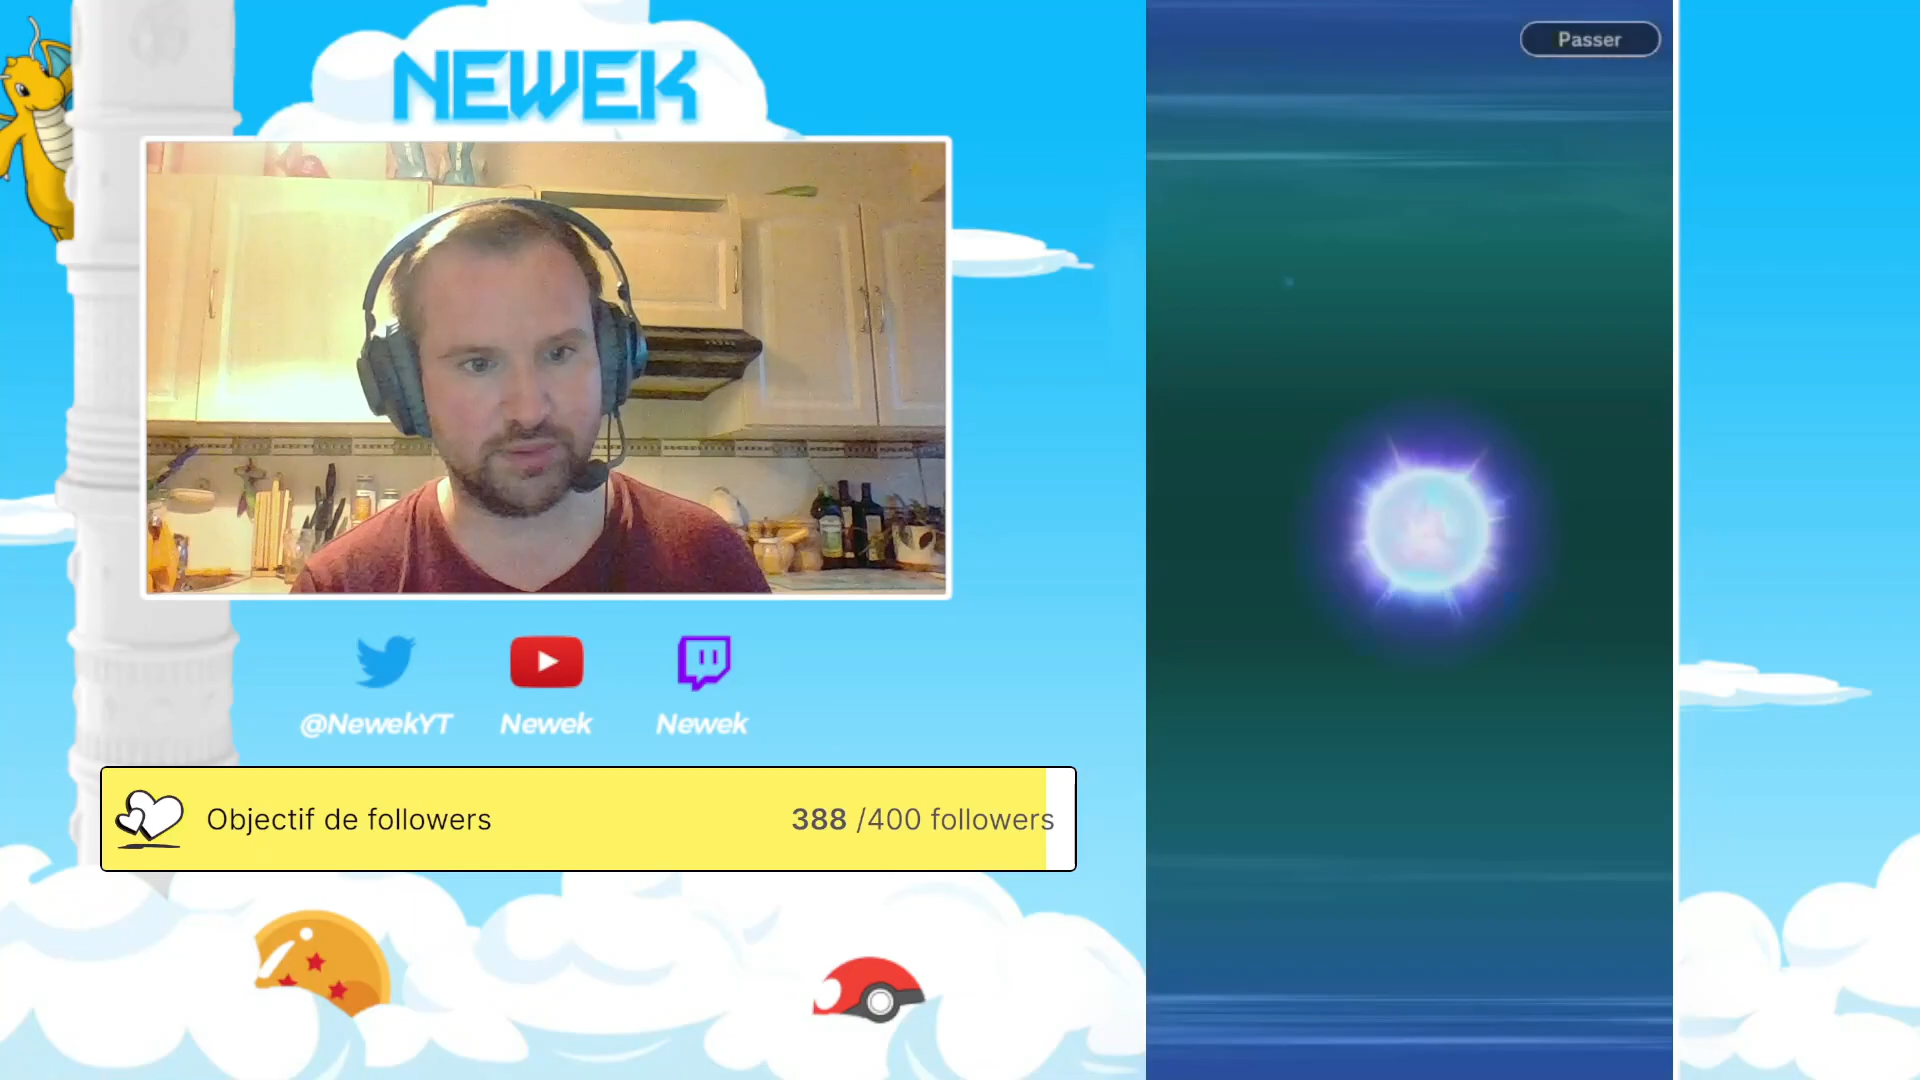 NEWEK
Passer
@NewekYT
Newek
Newek
Objectif de followers
388 /400 followers